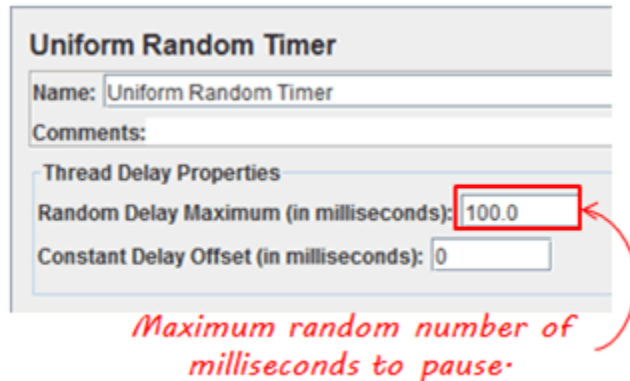 Uniform Random Timer
Name: Uniform Random Timer
Comments:
Thread Delay Properties
Random Delay Maximum (in milliseconds): 100.0
Constant Delay Offset (in milliseconds): 0
Maximum random number of
milliseconds to pause.